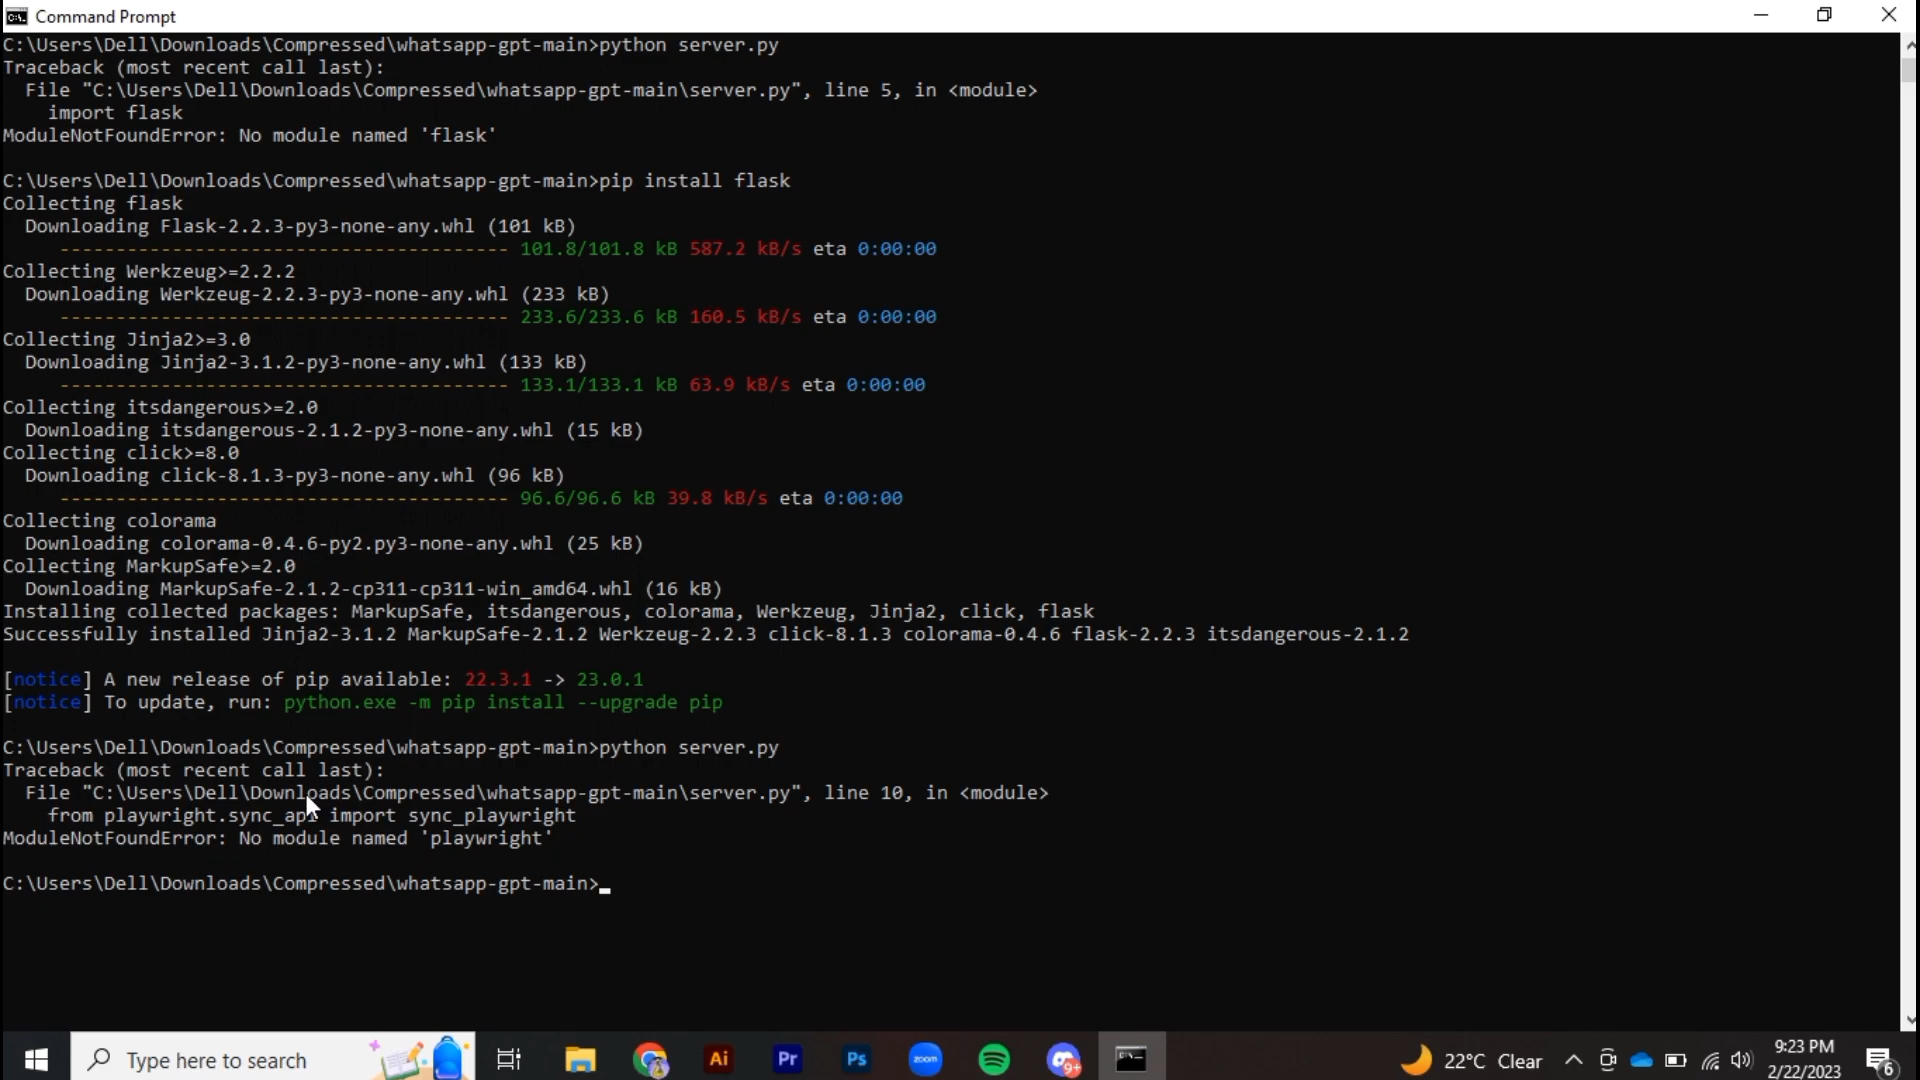 Command Prompt
C:\Users\Dell\Downloads\Compressed\whatsapp-gpt-main>python server.py
Traceback (most recent call last):
  File "C:\Users\Dell\Downloads\Compressed\whatsapp-gpt-main\server.py", line 5, in <module>
    import flask
ModuleNotFoundError: No module named 'flask'
C:\Users\Dell\Downloads\Compressed\whatsapp-gpt-main>pip install flask
Collecting flask
  Downloading Flask-2.2.3-py3-none-any.whl (101 kB)
     ---------------------------------------- 101.8/101.8 kB 587.2 kB/s eta 0:00:00
Collecting Werkzeug>=2.2.2
  Downloading Werkzeug-2.2.3-py3-none-any.whl (233 kB)
     ---------------------------------------- 233.6/233.6 kB 160.5 kB/s eta 0:00:00
Collecting Jinja2>=3.0
  Downloading Jinja2-3.1.2-py3-none-any.whl (133 kB)
     ---------------------------------------- 133.1/133.1 kB 63.9 kB/s eta 0:00:00
Collecting itsdangerous>=2.0
  Downloading itsdangerous-2.1.2-py3-none-any.whl (15 kB)
Collecting click>=8.0
  Downloading click-8.1.3-py3-none-any.whl (96 kB)
     ---------------------------------------- 96.6/96.6 kB 39.8 kB/s eta 0:00:00
Collecting colorama
  Downloading colorama-0.4.6-py2.py3-none-any.whl (25 kB)
Collecting MarkupSafe>=2.0
  Downloading MarkupSafe-2.1.2-cp311-cp311-win_amd64.whl (16 kB)
Installing collected packages: MarkupSafe, itsdangerous, colorama, Werkzeug, Jinja2, click, flask
Successfully installed Jinja2-3.1.2 MarkupSafe-2.1.2 Werkzeug-2.2.3 click-8.1.3 colorama-0.4.6 flask-2.2.3 itsdangerous-2.1.2
[notice] A new release of pip available: 22.3.1 -> 23.0.1
[notice] To update, run: python.exe -m pip install --upgrade pip
C:\Users\Dell\Downloads\Compressed\whatsapp-gpt-main>python server.py
Traceback (most recent call last):
  File "C:\Users\Dell\Downloads\Compressed\whatsapp-gpt-main\server.py", line 10, in <module>
    from playwright.sync_api import sync_playwright
ModuleNotFoundError: No module named 'playwright'
C:\Users\Dell\Downloads\Compressed\whatsapp-gpt-main>_
Type here to search
Ai
Pr
Ps
zoom
9+
22°C Clear
9:23 PM
2/22/2023
6